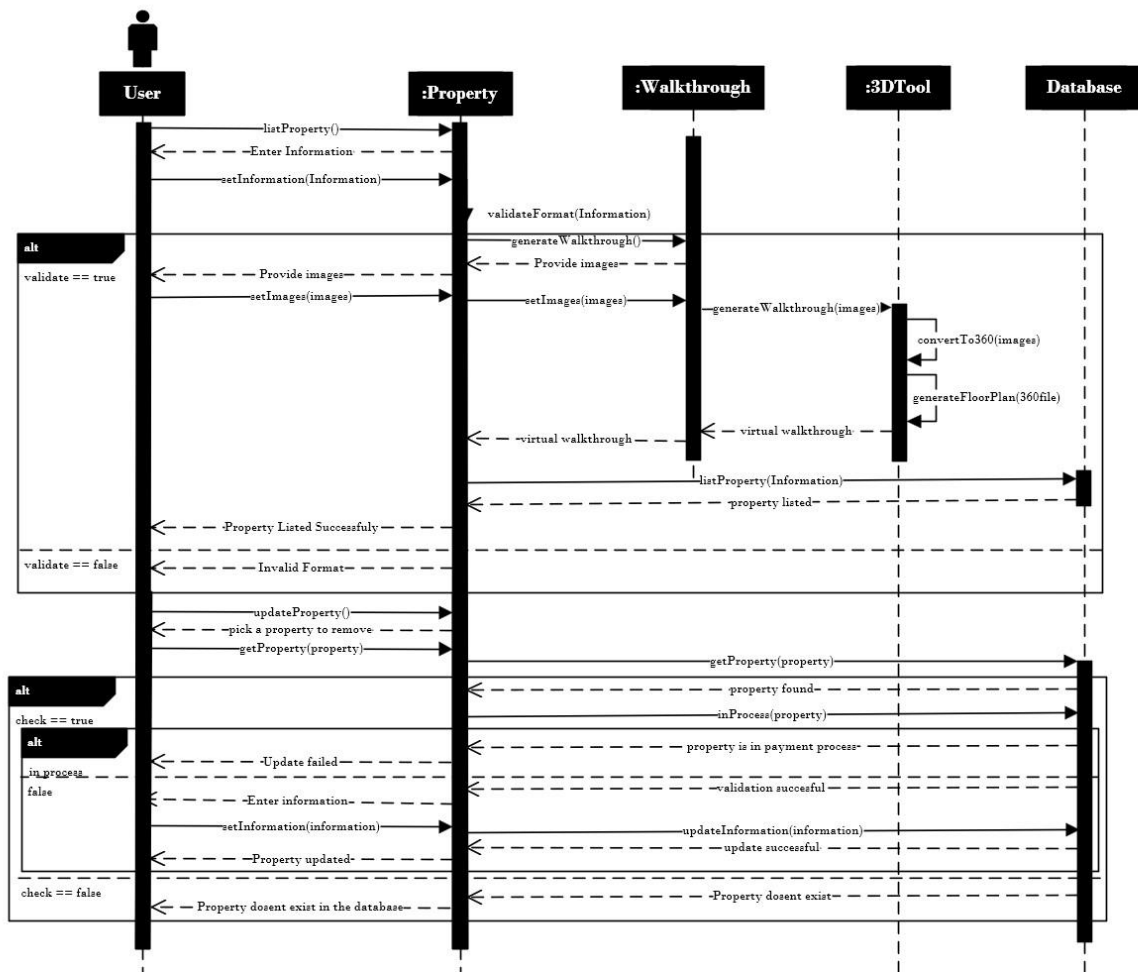 User
:Property
:Walkthrough
:3DTool
Database
listProperty()
Enter Information
setInformation(Information)
validateFormat(Information)
alt
generateWalkthrough()
validate == true
Provide images
Provide images
setImages(images)
setImages(images)
generateWalkthrough(images)
convertTo360(images)
generateFloorPlan(360file)
virtual walkthrough
virtual walkthrough
listProperty(Information)
property listed
Property Listed Successfuly
validate == false
Invalid Format
updateProperty()
pick a property to remove
getProperty(property)
getProperty(property)
alt
property found
check == true
inProcess(property)
alt
property is in payment process
Update failed
in process
false
validation succesful
Enter information
setInformation(information)
updateInformation(information)
update successful
Property updated
check == false
Property dosent exist
Property dosent exist in the database